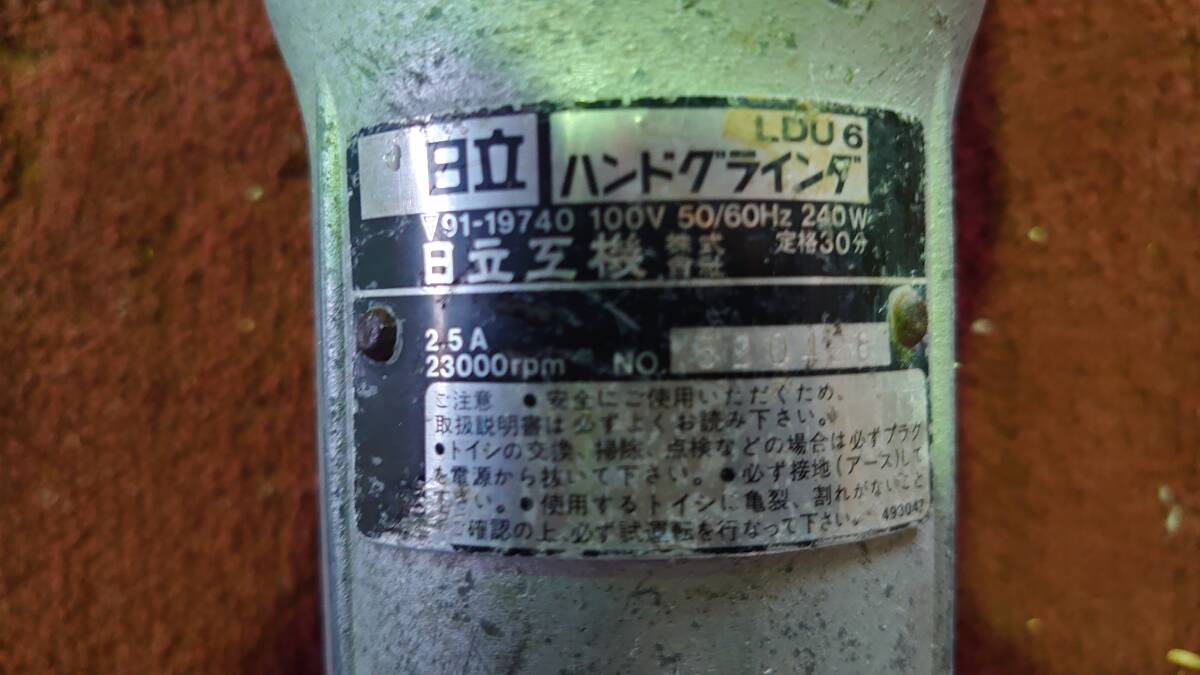 LDU6
日立 ハンドグラインダ
▽91-19740 100V 50/60Hz 240W
日立工機 株式会社 定格30分
2.5A
23000rpm NO.
ご注意 ●安全にご使用いただくため、
取扱説明書は必ずよくお読み下さい。
●トイシの交換、掃除、点検などの場合は必ずプラグ
を電源から抜いて下さい。●必ず接地(アース)して
下さい。●使用するトイシに亀裂、割れがないこと
ご確認の上、必ず試運転を行なって下さい。 493042